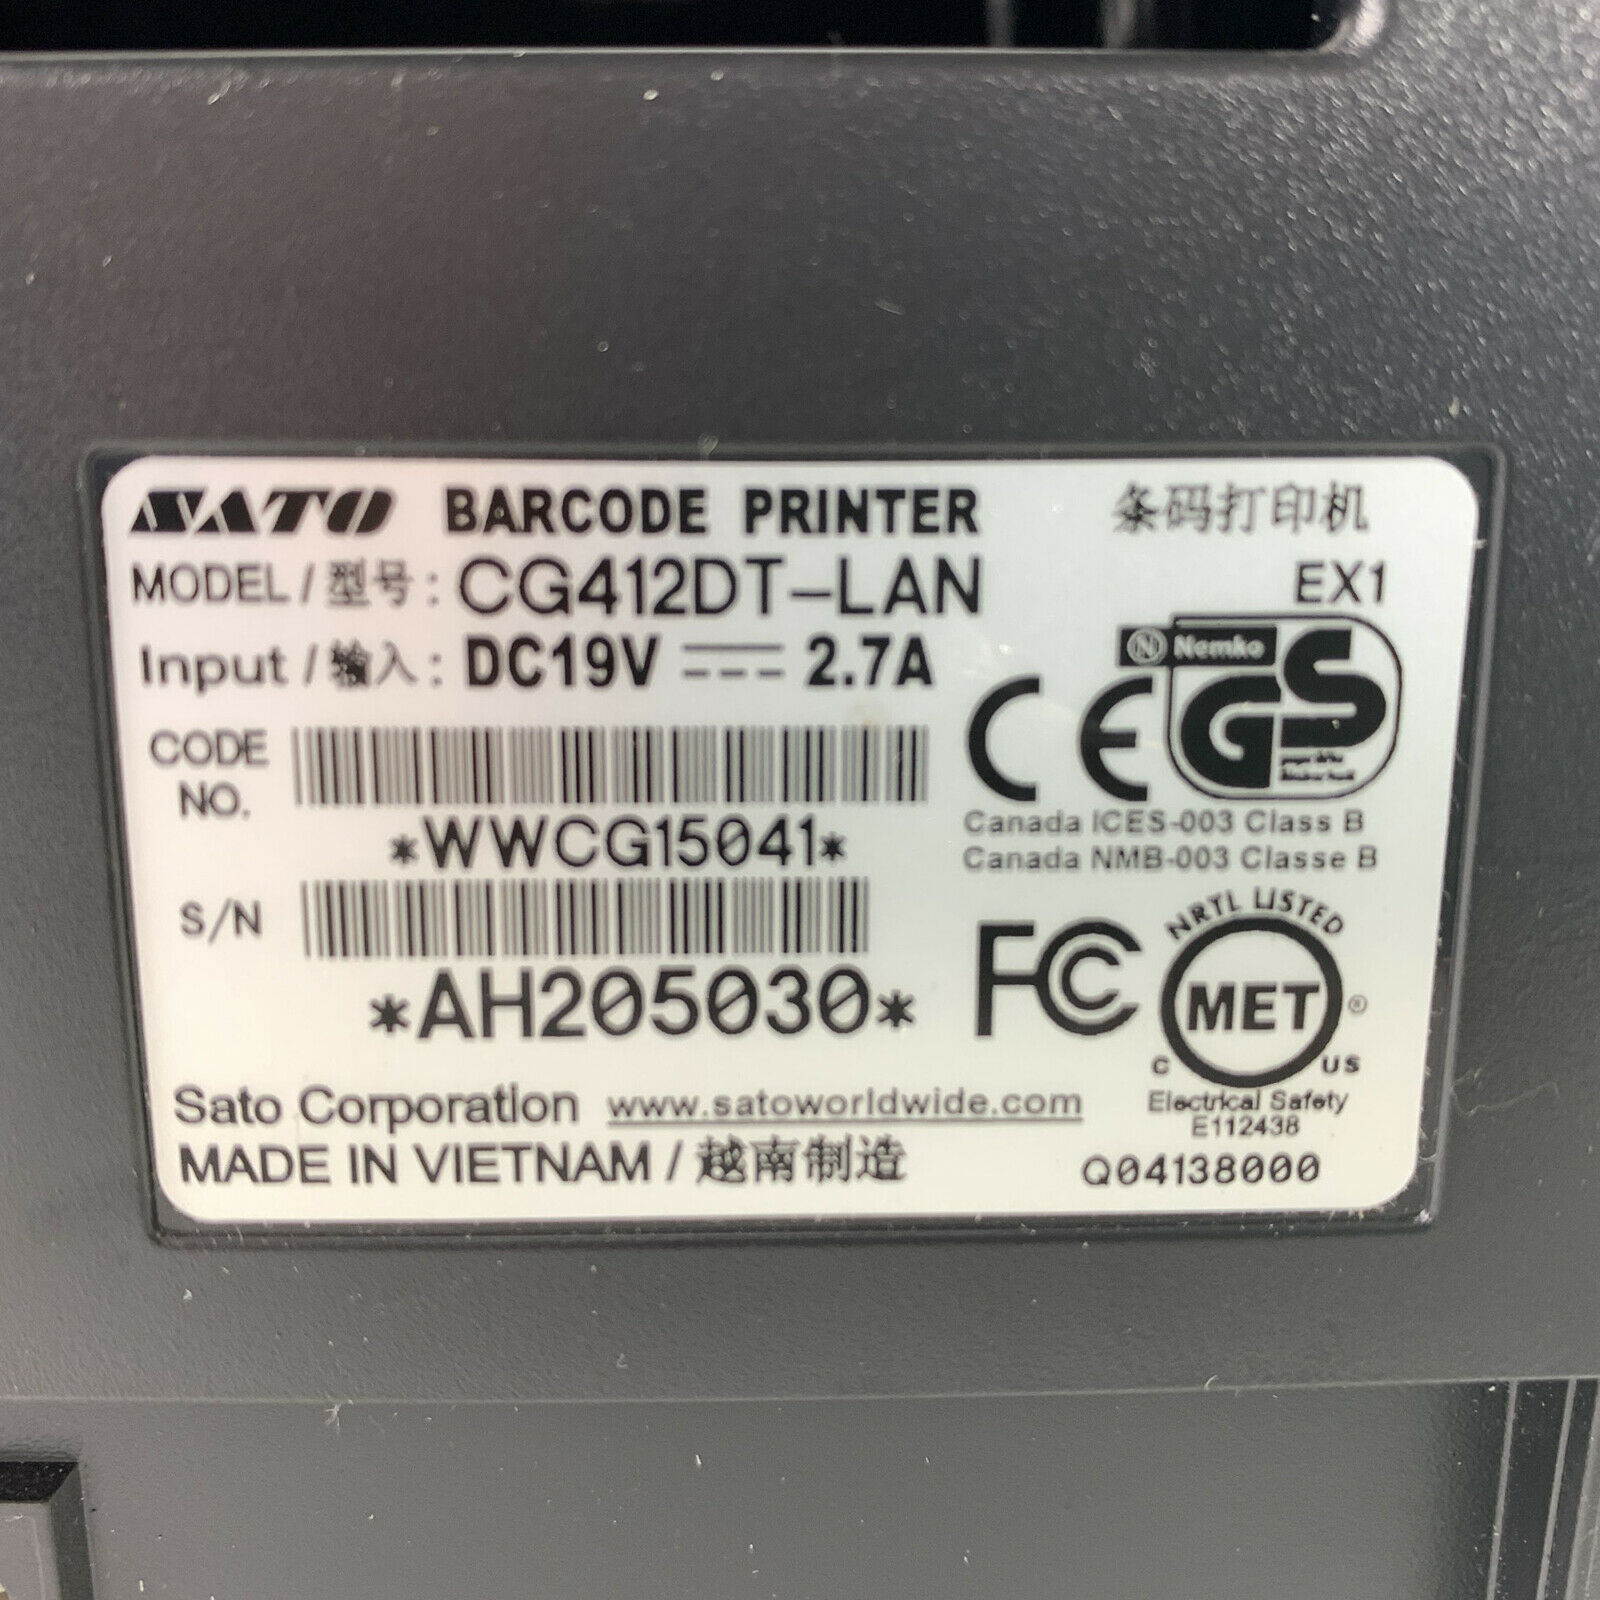 SATO BARCODE PRINTER 条码打印机
MODEL / 型号 : CG412DT-LAN EX1
Input / 输入 : DC19V ⎓ 2.7A
Nemko
GS
CE
CODE NO.
*WWCG15041*
Canada ICES-003 Class B
Canada NMB-003 Classe B
S/N
*AH205030*
FC
NRTL LISTED
MET ®
C US
Electrical Safety
E112438
Sato Corporation www.satoworldwide.com
MADE IN VIETNAM / 越南制造 Q04138000